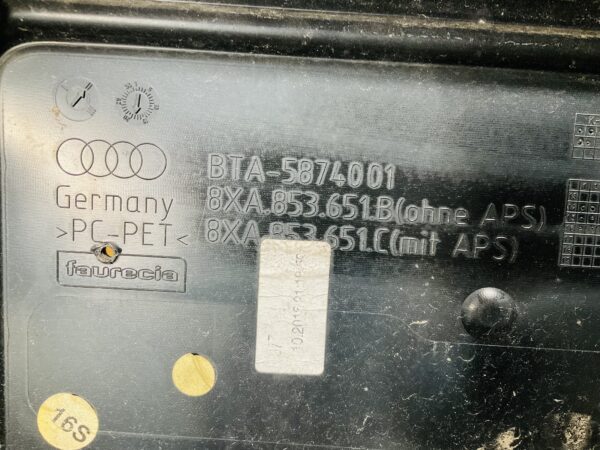 BTA-5874001
8XA.853.651.B(ohne APS)
8XA.853.651.C(mit APS)
Germany
>PC-PET<
faurecia
16S